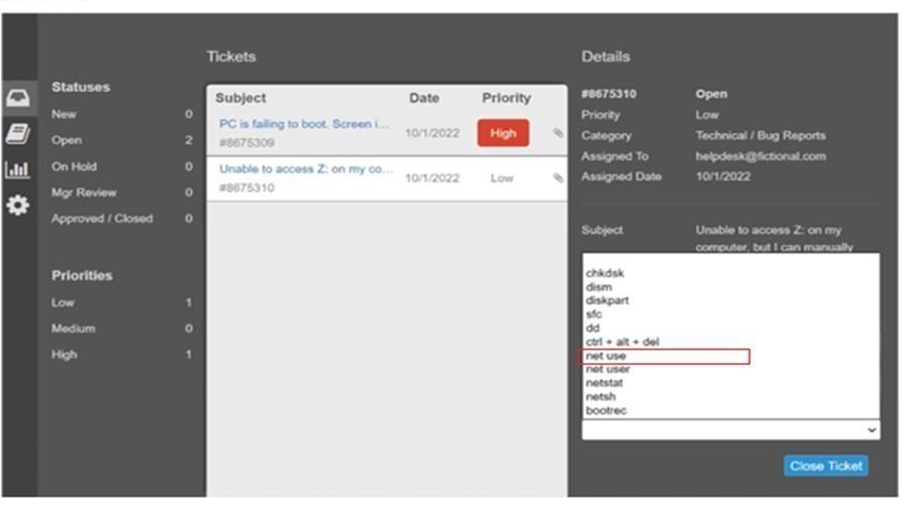 Tickets
Details
Statuses
New 0
Open 2
On Hold 0
Mgr Review 0
Approved / Closed 0
Priorities
Low 1
Medium 0
High 1
Subject Date Priority
PC is failing to boot. Screen i... 10/1/2022 High
#8675309
Unable to access Z: on my co... 10/1/2022 Low
#8675310
#8675310 Open
Priority Low
Category Technical / Bug Reports
Assigned To helpdesk@fictional.com
Assigned Date 10/1/2022
Subject Unable to access Z: on my
computer, but I can manually
chkdsk
dism
diskpart
sfc
dd
ctrl + alt + del
net use
net user
netstat
netsh
bootrec
Close Ticket